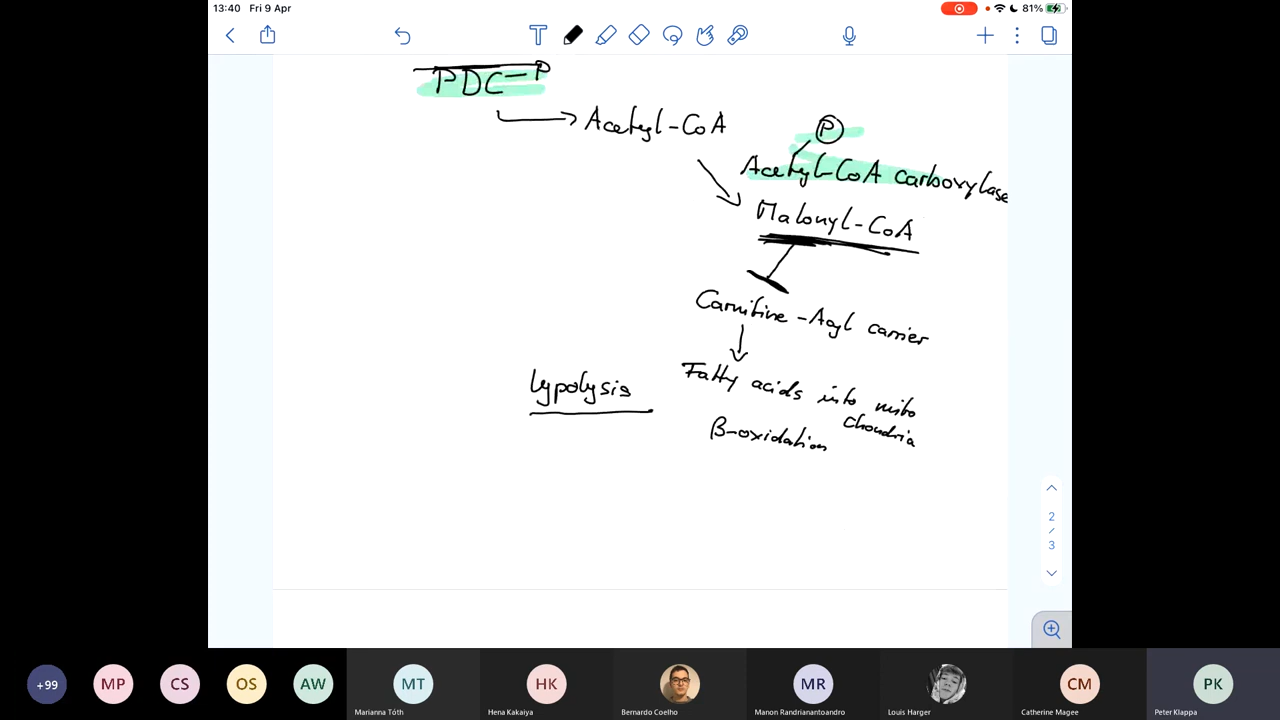 13:40 Fri 9 Apr
81%
T
PDC-P
Acetyl-CoA
P
Acetyl-CoA carboxylase
Malonyl-CoA
Carnitine-Acyl carrier
Fatty acids into mito
chondria
lypolysis
β-oxidation
2
/
3
+99
MP
CS
OS
AW
MT
Marianna Tóth
HK
Hena Kakaiya
Bernardo Coelho
MR
Manon Randrianantoandro
Louis Harger
CM
Catherine Magee
PK
Peter Klappa